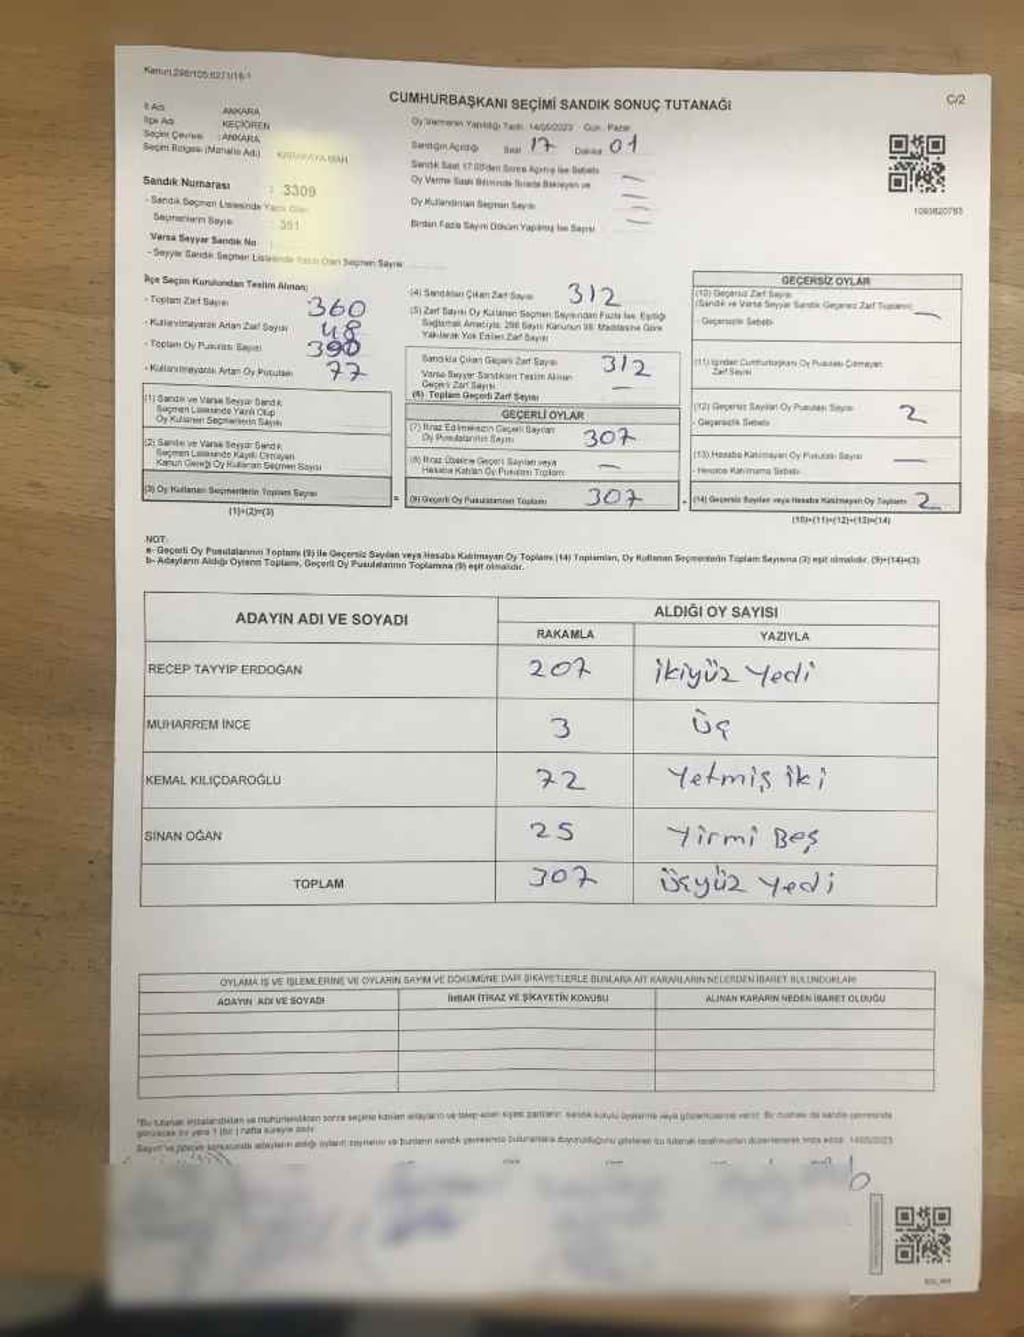 Kanun:298/105;6271/16-1
CUMHURBAŞKANI SEÇİMİ SANDIK SONUÇ TUTANAĞI
C/2
İl Adı : ANKARA
İlçe Adı : KEÇİÖREN
Seçim Çevresi : ANKARA
Seçim Bölgesi (Mahalle Adı) : KARAKAYA MAH.
Sandık Numarası : 3309
- Sandık Seçmen Listesinde Yazılı Olan
Seçmenlerin Sayısı : 351
Varsa Seyyar Sandık No :
- Seyyar Sandık Seçmen Listesinde Yazılı Olan Seçmen Sayısı
Oy Vermenin Yapıldığı Tarih : 14/05/2023 - Gün : Pazar
Sandığın Açıldığı Saat 17 Dakika 01
Sandık Saat 17:00'den Sonra Açılmış İse Sebebi —
Oy Verme Saati Bitiminde Sırada Bekleyen ve
Oy Kullandırılan Seçmen Sayısı —
Birden Fazla Sayım Döküm Yapılmış İse Sayısı —
1093820783
İlçe Seçim Kurulundan Teslim Alınan;
- Toplam Zarf Sayısı 360
- Kullanılmayarak Artan Zarf Sayısı 48
- Toplam Oy Pusulası Sayısı 390
- Kullanılmayarak Artan Oy Pusulası 77
(1) Sandık ve Varsa Seyyar Sandık
Seçmen Listesinde Yazılı Olup
Oy Kullanan Seçmenlerin Sayısı
(2) Sandık ve Varsa Seyyar Sandık
Seçmen Listesinde Kayıtlı Olmayan
Kanun Gereği Oy Kullanan Seçmen Sayısı
(3) Oy Kullanan Seçmenlerin Toplam Sayısı
(1)+(2)=(3)
(4) Sandıktan Çıkan Zarf Sayısı 312
(5) Zarf Sayısı Oy Kullanan Seçmen Sayısından Fazla İse, Eşitliği
Sağlamak Amacıyla, 298 Sayılı Kanunun 98. Maddesine Göre
Yakılarak Yok Edilen Zarf Sayısı
Sandıkta Çıkan Geçerli Zarf Sayısı 312
Varsa Seyyar Sandıktan Teslim Alınan
Geçerli Zarf Sayısı —
(6) Toplam Geçerli Zarf Sayısı
GEÇERLİ OYLAR
(7) İtiraz Edilmeksizin Geçerli Sayılan
Oy Pusulalarının Sayısı 307
(8) İtiraz Üzerine Geçerli Sayılan veya
Hesaba Katılan Oy Pusulası Toplamı —
= (9) Geçerli Oy Pusulalarının Toplamı 307
GEÇERSİZ OYLAR
(10) Geçersiz Zarf Sayısı
(Sandık ve Varsa Seyyar Sandık Geçersiz Zarf Toplamı)
- Geçersizlik Sebebi —
(11) İçinden Cumhurbaşkanı Oy Pusulası Çıkmayan
Zarf Sayısı
(12) Geçersiz Sayılan Oy Pusulası Sayısı 2
- Geçersizlik Sebebi
(13) Hesaba Katılmayan Oy Pusulası Sayısı —
- Hesaba Katılmama Sebebi
+ (14) Geçersiz Sayılan veya Hesaba Katılmayan Oy Toplamı 2
(10)+(11)+(12)+(13)=(14)
NOT:
a- Geçerli Oy Pusulalarının Toplamı (9) ile Geçersiz Sayılan veya Hesaba Katılmayan Oy Toplamı (14) Toplamları, Oy Kullanan Seçmenlerin Toplam Sayısına (3) eşit olmalıdır. (9)+(14)=(3)
b- Adayların Aldığı Oyların Toplamı, Geçerli Oy Pusulalarının Toplamına (9) eşit olmalıdır.
ADAYIN ADI VE SOYADI
ALDIĞI OY SAYISI
RAKAMLA YAZIYLA
RECEP TAYYIP ERDOĞAN 207 ikiyüz Yedi
MUHARREM İNCE 3 üç
KEMAL KILIÇDAROĞLU 72 Yetmiş iki
SİNAN OĞAN 25 Yirmi Beş
TOPLAM 307 üçyüz Yedi
OYLAMA İŞ VE İŞLEMLERİNE VE OYLARIN SAYIM VE DÖKÜMÜNE DAİR ŞİKAYETLERLE BUNLARA AİT KARARLARIN NELERDEN İBARET BULUNDUKLARI
ADAYIN ADI VE SOYADI
İHBAR İTİRAZ VE ŞİKAYETİN KONUSU
ALINAN KARARIN NEDEN İBARET OLDUĞU